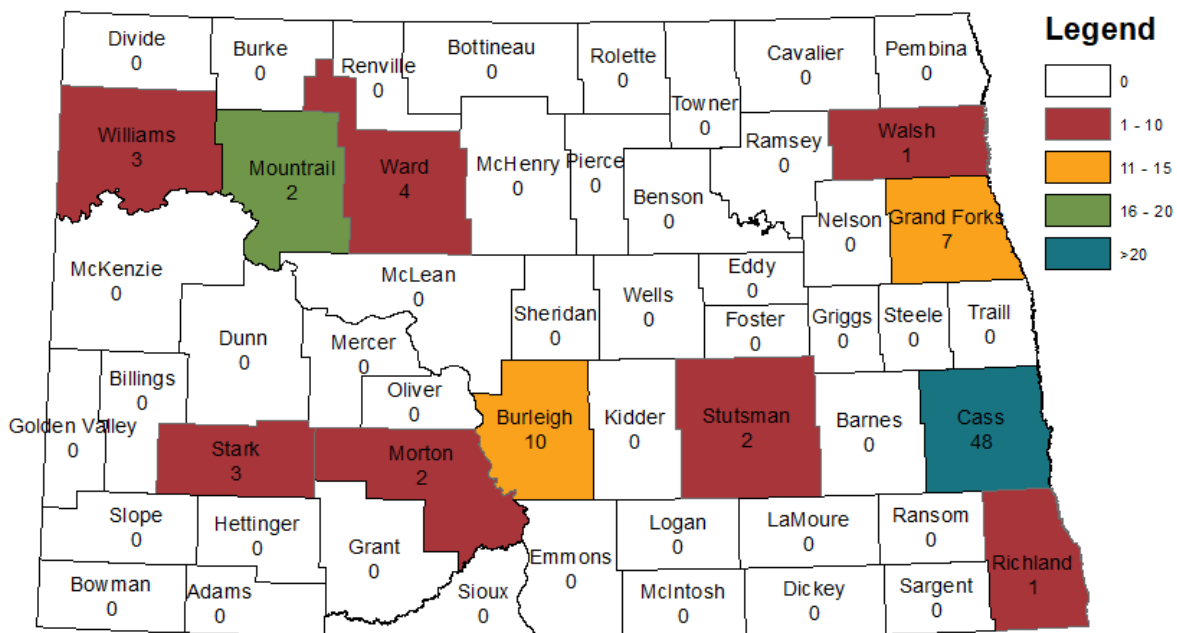 Legend
0
1 - 10
11 - 15
16 - 20
>20
Divide
0
Burke
0
Renville
0
Bottineau
0
Rolette
0
Towner
0
Cavalier
0
Pembina
0
Williams
3
Mountrail
2
Ward
4
McHenry
0
Pierce
0
Benson
0
Ramsey
0
Walsh
1
Nelson
0
Grand Forks
7
McKenzie
0
McLean
0
Dunn
0
Mercer
0
Oliver
0
Sheridan
0
Wells
0
Eddy
0
Foster
0
Griggs
0
Steele
0
Traill
0
Golden Valley
0
Billings
0
Stark
3
Morton
2
Burleigh
10
Kidder
0
Stutsman
2
Barnes
0
Cass
48
Slope
0
Hettinger
0
Grant
0
Bowman
0
Adams
0
Sioux
0
Emmons
0
Logan
0
McIntosh
0
LaMoure
0
Dickey
0
Ransom
0
Sargent
0
Richland
1